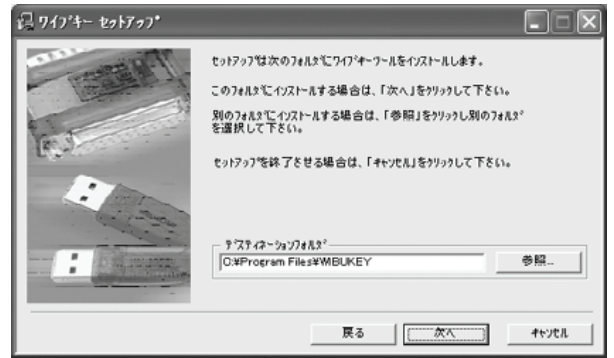 ワイブキー セットアップ
セットアップは次のフォルダにワイブキーツールをインストールします。
このフォルダにインストールする場合は、「次へ」をクリックして下さい。
別のフォルダにインストールする場合は、「参照」をクリックし別のフォルダ
を選択して下さい。
セットアップを終了させる場合は、「キャンセル」をクリックして下さい。
デスティネーションフォルダ
C:¥Program Files¥WIBUKEY
参照...
戻る
次へ
キャンセル